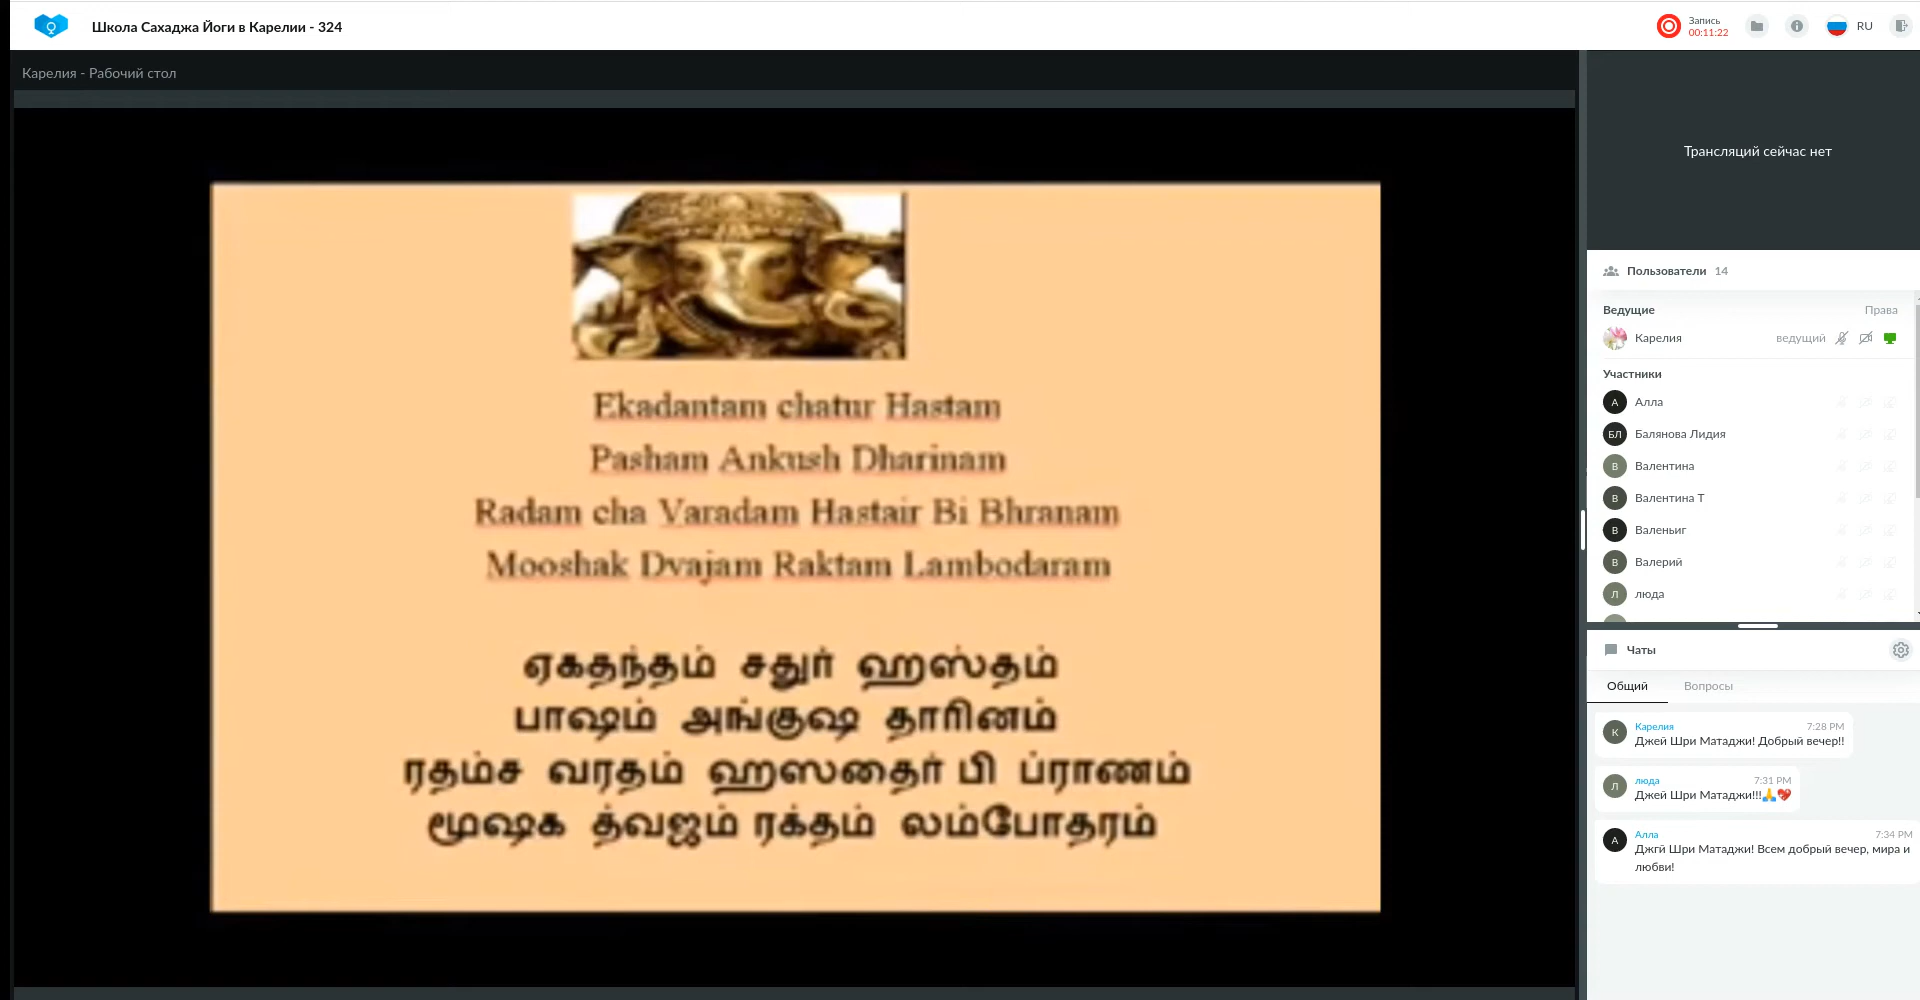 Школа Сахаджа Йоги в Карелии - 324
Запись
00:11:22
RU
Карелия - Рабочий стол
Ekadantam chatur Hastam
Pasham Ankush Dharinam
Radam cha Varadam Hastair Bi Bhranam
Mooshak Dvajam Raktam Lambodaram
ஏகதந்தம் சதுர் ஹஸ்தம்
பாஷம் அங்குஷ தாரினம்
ரதம்ச வரதம் ஹஸதைர் பி ப்ராணம்
மூஷக த்வஜம் ரக்தம் லம்போதரம்
Трансляций сейчас нет
Пользователи 14
Ведущие Права
Карелия ведущий
Участники
А Алла
БЛ Балянова Лидия
В Валентина
В Валентина Т
В Валеньиг
В Валерий
Л люда
Чаты
Общий Вопросы
К Карелия 7:28 PM
Джей Шри Матаджи! Добрый вечер!!
Л люда 7:31 PM
Джей Шри Матаджи!!!🙏💖
А Алла 7:34 PM
Джгй Шри Матаджи! Всем добрый вечер, мира и
любви!